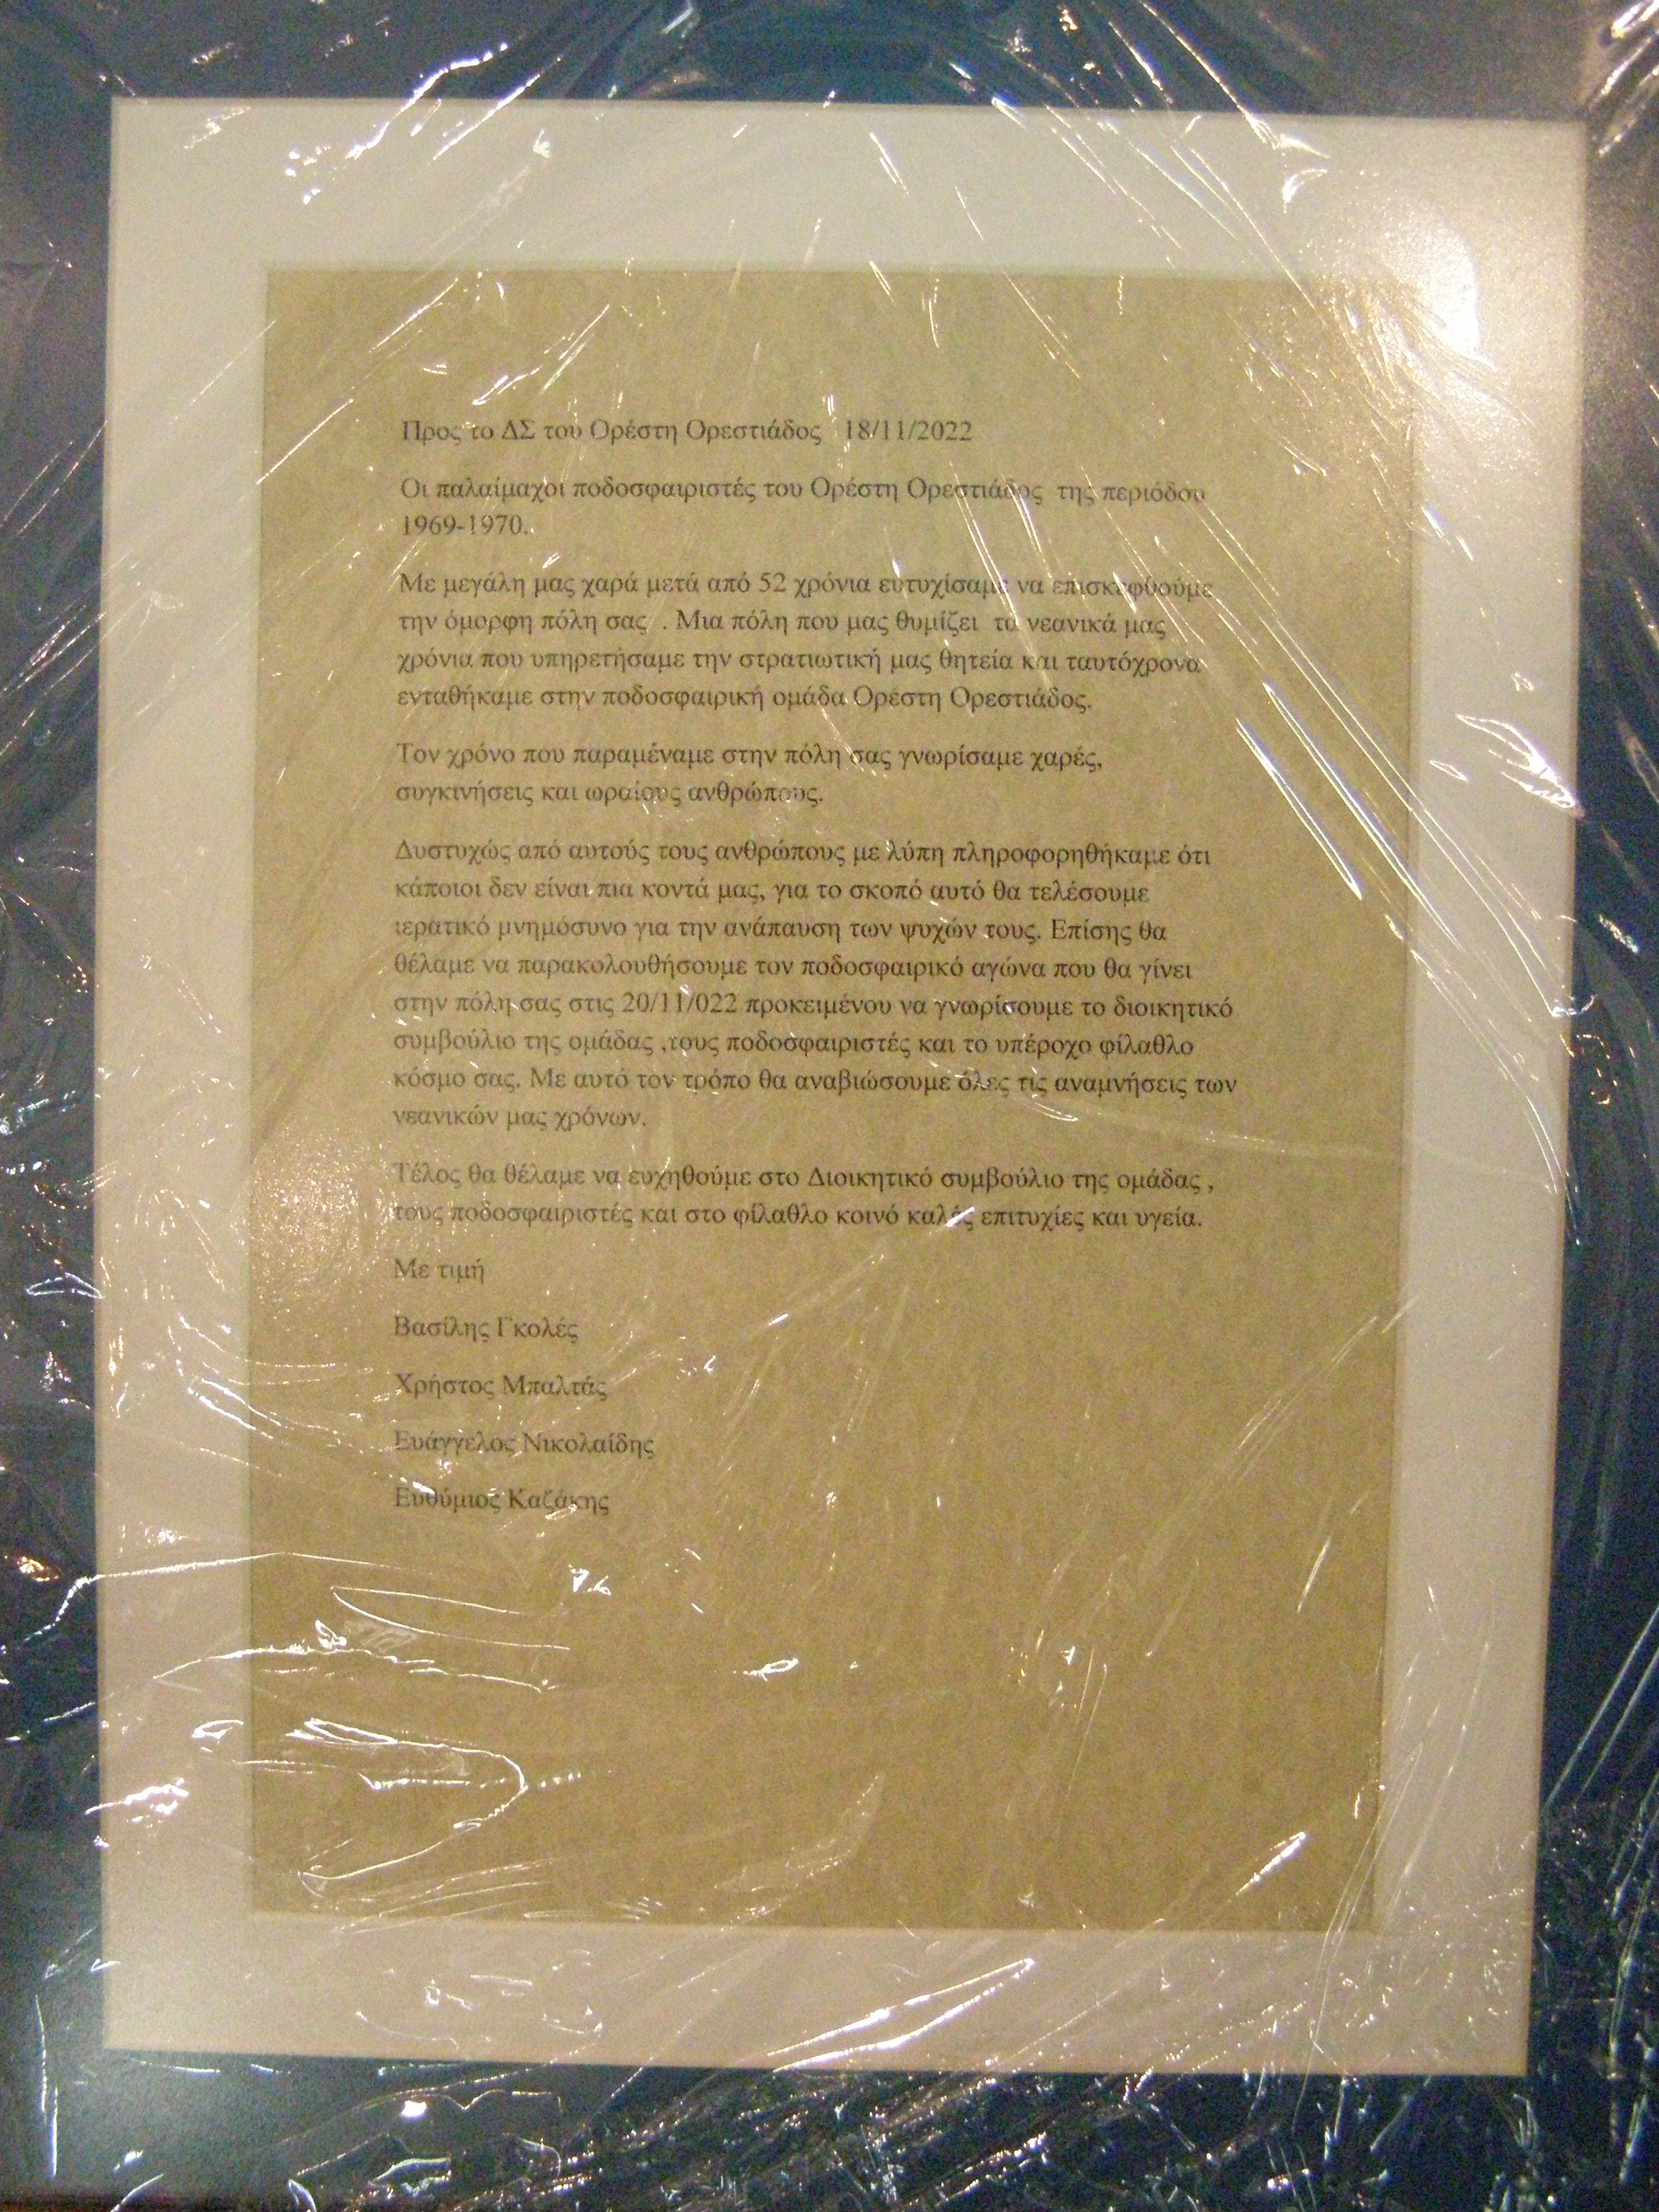 Προς το ΔΣ του Ορέστη Ορεστιάδος 18/11/2022
Οι παλαίμαχοι ποδοσφαιριστές του Ορέστη Ορεστιάδος της περιόδου
1969-1970.
Με μεγάλη μας χαρά μετά από 52 χρόνια ευτυχίσαμε να επισκεφθούμε
την όμορφη πόλη σας . Μια πόλη που μας θυμίζει τα νεανικά μας
χρόνια που υπηρετήσαμε την στρατιωτική μας θητεία και ταυτόχρονα
ενταθήκαμε στην ποδοσφαιρική ομάδα Ορέστη Ορεστιάδος.
Τον χρόνο που παραμέναμε στην πόλη σας γνωρίσαμε χαρές,
συγκινήσεις και ωραίους ανθρώπους.
Δυστυχώς από αυτούς τους ανθρώπους με λύπη πληροφορηθήκαμε ότι
κάποιοι δεν είναι πια κοντά μας, για το σκοπό αυτό θα τελέσουμε
ιερατικό μνημόσυνο για την ανάπαυση των ψυχών τους. Επίσης θα
θέλαμε να παρακολουθήσουμε τον ποδοσφαιρικό αγώνα που θα γίνει
στην πόλη σας στις 20/11/022 προκειμένου να γνωρίσουμε το διοικητικό
συμβούλιο της ομάδας ,τους ποδοσφαιριστές και το υπέροχο φίλαθλο
κόσμο σας. Με αυτό τον τρόπο θα αναβιώσουμε όλες τις αναμνήσεις των
νεανικών μας χρόνων.
Τέλος θα θέλαμε να ευχηθούμε στο Διοικητικό συμβούλιο της ομάδας ,
τους ποδοσφαιριστές και στο φίλαθλο κοινό καλές επιτυχίες και υγεία.
Με τιμή
Βασίλης Γκολές
Χρήστος Μπαλτάς
Ευάγγελος Νικολαίδης
Ευθύμιος Καζάκης